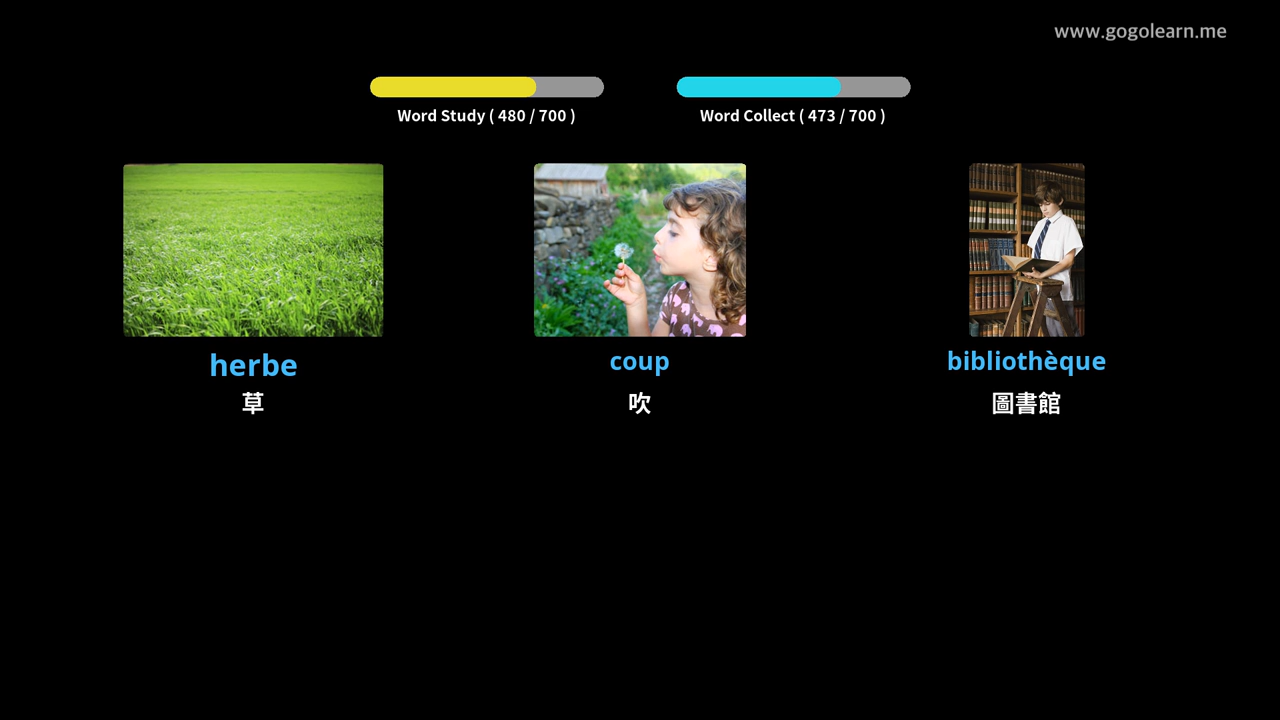 www.gogolearn.me
Word Study ( 480 / 700 )
Word Collect ( 473 / 700 )
herbe
草
coup
吹
bibliothèque
圖書館